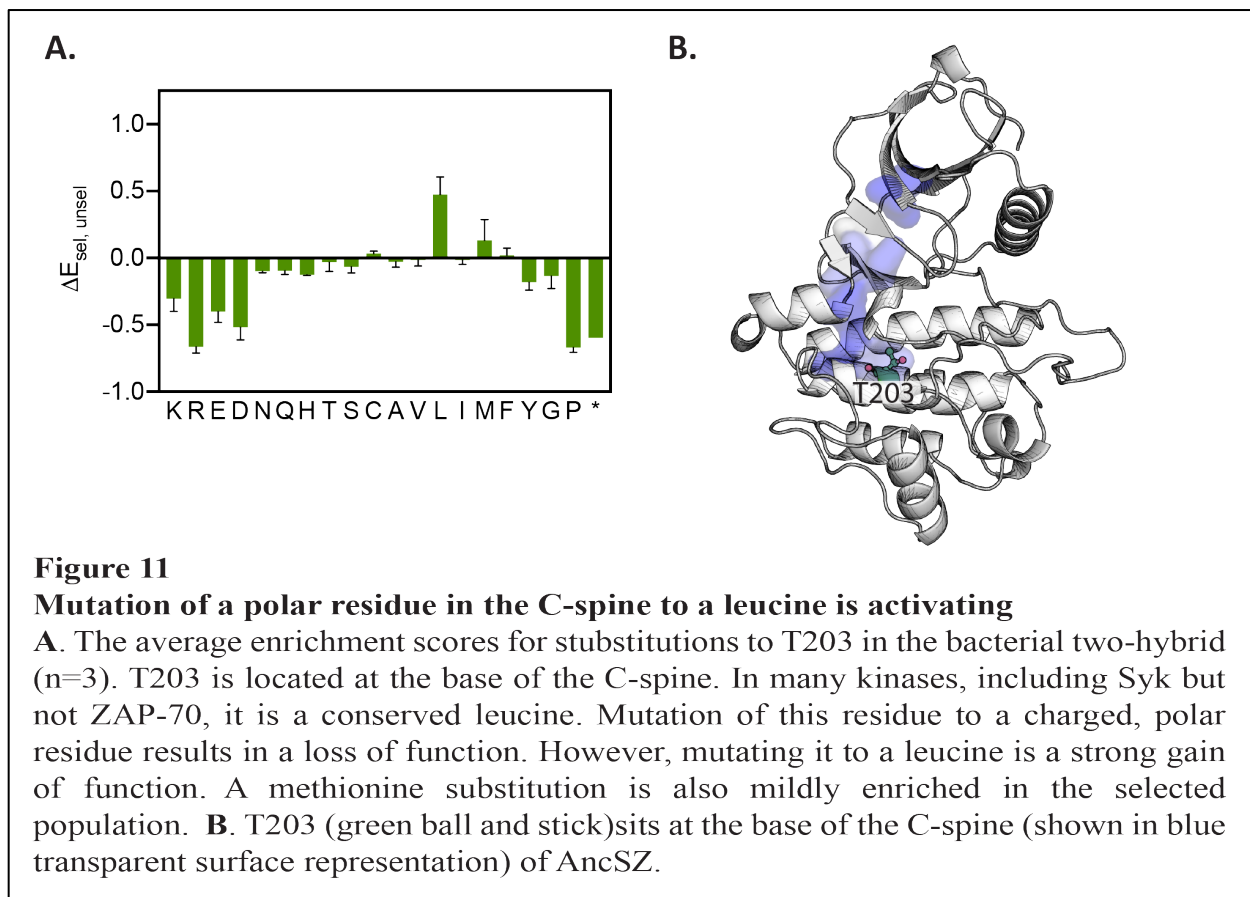 A.
B.
1.0
0.5
0.0
-0.5
-1.0
ΔE sel, unsel
K R E D N Q H T S C A V L I M F Y G P *
T203
Figure 11
Mutation of a polar residue in the C-spine to a leucine is activating
A. The average enrichment scores for stubstitutions to T203 in the bacterial two-hybrid
(n=3). T203 is located at the base of the C-spine. In many kinases, including Syk but
not ZAP-70, it is a conserved leucine. Mutation of this residue to a charged, polar
residue results in a loss of function. However, mutating it to a leucine is a strong gain
of function. A methionine substitution is also mildly enriched in the selected
population. B. T203 (green ball and stick)sits at the base of the C-spine (shown in blue
transparent surface representation) of AncSZ.